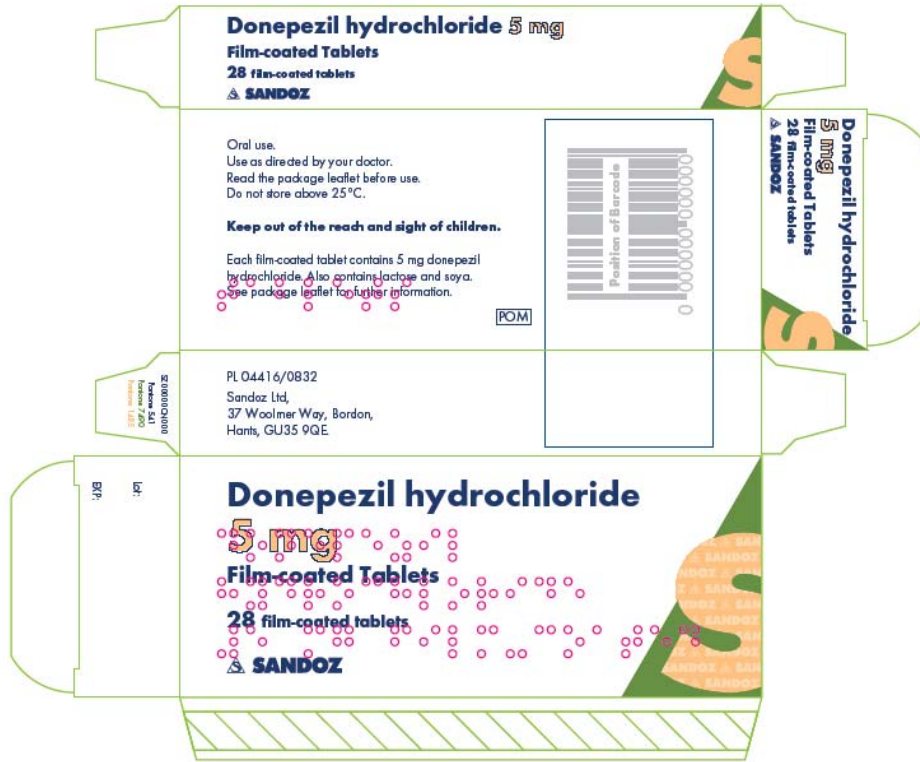 Donepezil hydrochloride 5 mg
Film-coated Tablets
28 film-coated tablets
SANDOZ
Oral use.
Use as directed by your doctor.
Read the package leaflet before use.
Do not store above 25°C.
Keep out of the reach and sight of children.
Each film-coated tablet contains 5 mg donepezil
hydrochloride. Also contains lactose and soya.
See package leaflet for further information.
POM
Position of Barcode
Donepezil hydrochloride
5 mg
Film-coated Tablets
28 film-coated tablets
SANDOZ
SZ00000CN000
Pantone 541
Pantone 7490
PL 04416/0832
Sandoz Ltd,
37 Woolmer Way, Bordon,
Hants, GU35 9QE.
Lot:
EXP:
Donepezil hydrochloride
5 mg
Film-coated Tablets
28 film-coated tablets
SANDOZ